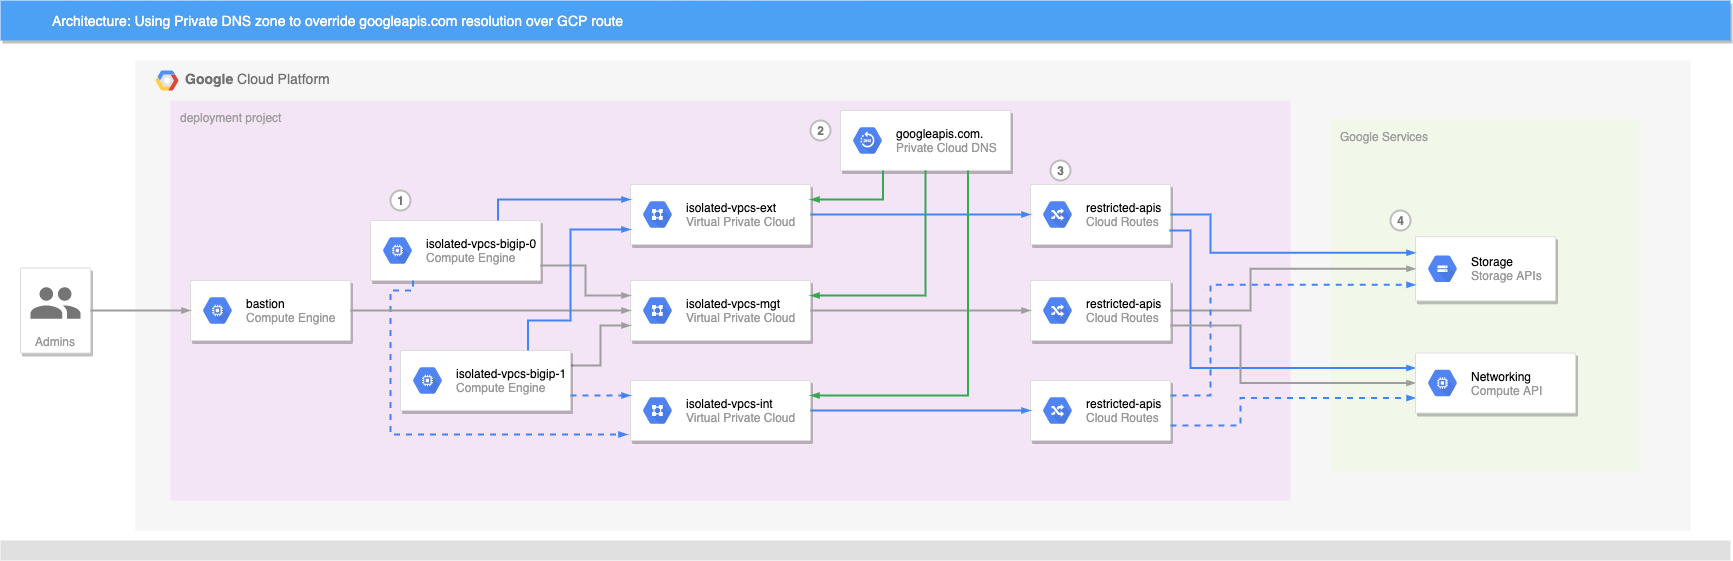 Architecture: Using Private DNS zone to override googleapis.com resolution over GCP route
Google Cloud Platform
deployment project
2
googleapis.com.
Private Cloud DNS
Google Services
3
1
isolated-vpcs-ext
Virtual Private Cloud
restricted-apis
Cloud Routes
4
isolated-vpcs-bigip-0
Compute Engine
Storage
Storage APIs
Admins
bastion
Compute Engine
isolated-vpcs-mgt
Virtual Private Cloud
restricted-apis
Cloud Routes
isolated-vpcs-bigip-1
Compute Engine
Networking
Compute API
isolated-vpcs-int
Virtual Private Cloud
restricted-apis
Cloud Routes